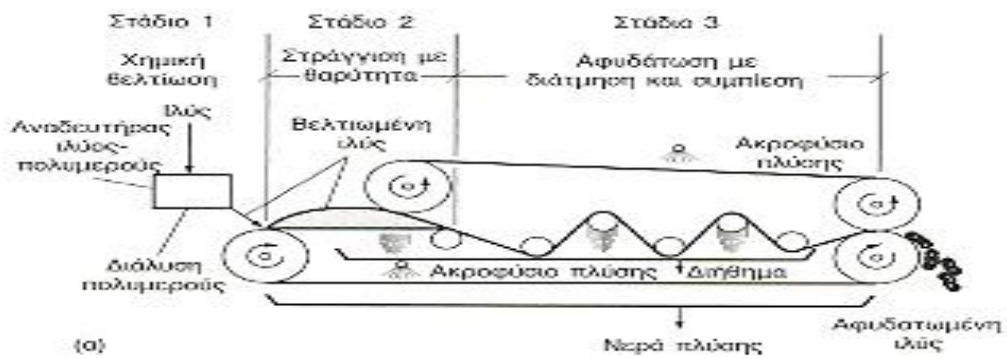 Στάδιο 1
Στάδιο 2
Στάδιο 3
Χημική
βελτίωση
Στράγγιση με
βαρύτητα
Αφυδάτωση με
διάτμηση και συμπίεση
Ιλύς
Αναδευτήρας
ιλύος-
πολυμερούς
Βελτιωμένη
ιλύς
Ακροφύσιο
πλύσης
Διάλυση
πολυμερούς
Ακροφύσιο πλύσης
Διήθημα
Νερά πλύσης
Αφυδατωμένη
ιλύς
(α)